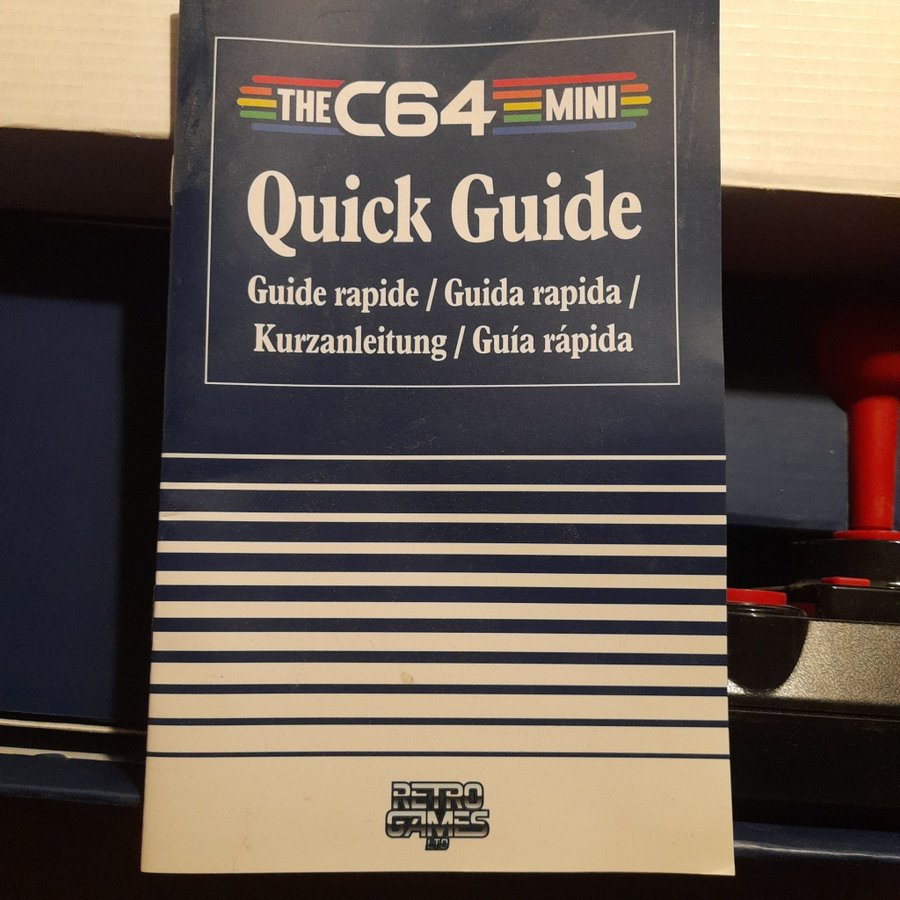 THE C64 MINI
Quick Guide
Guide rapide / Guida rapida /
Kurzanleitung / Guía rápida
RETRO
GAMES
LTD